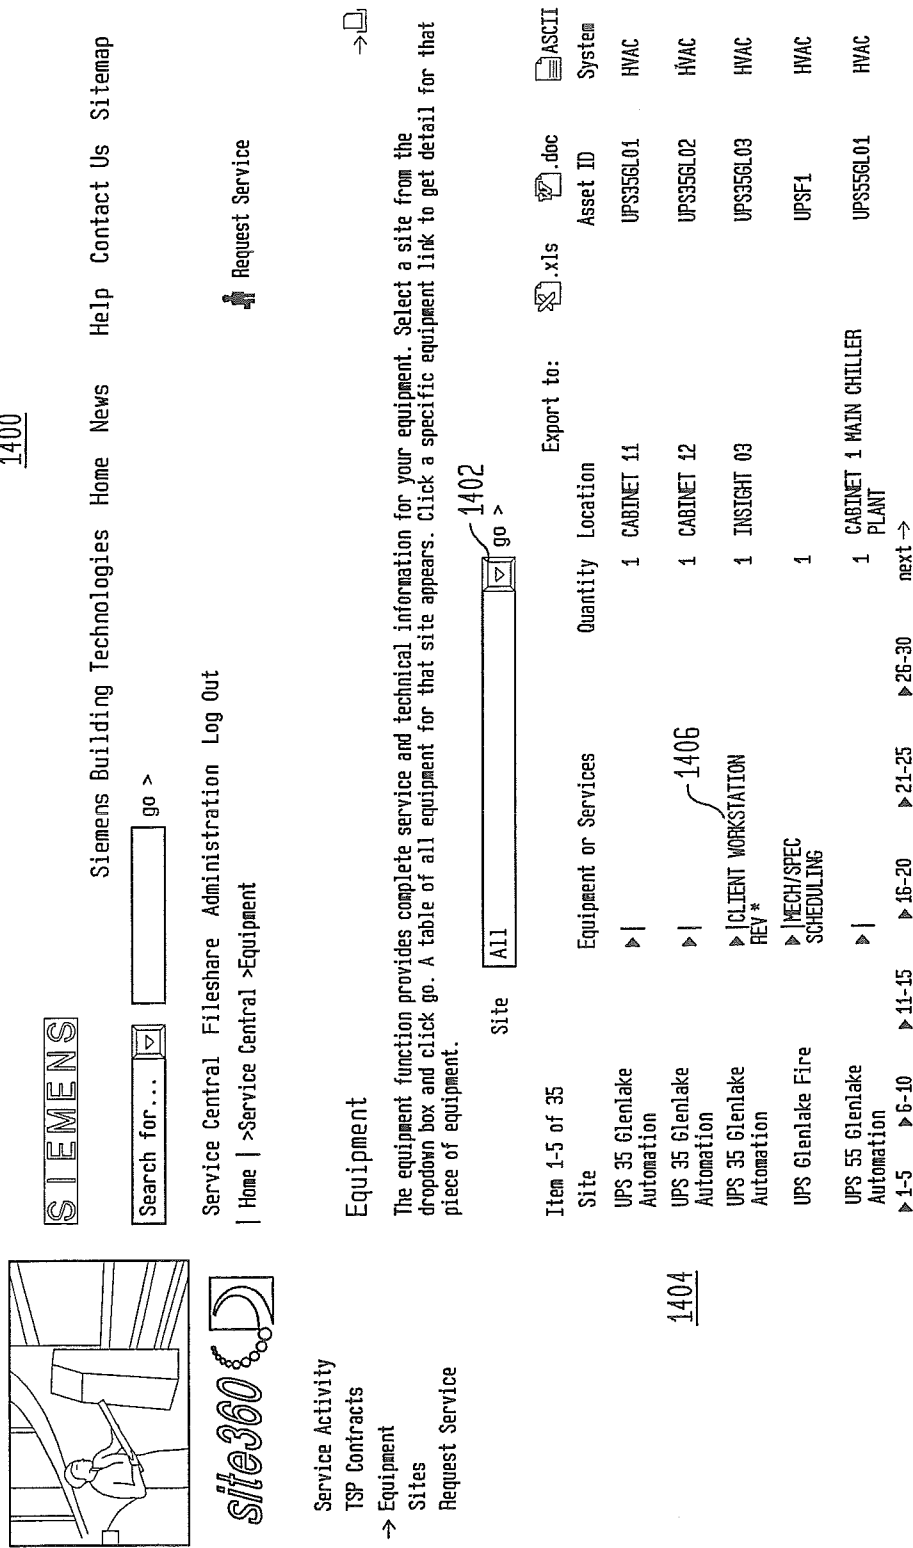 1400
SIEMENS
Siemens Building Technologies Home News Help Contact Us Sitemap
Search for... go >
site360
Service Central Fileshare Administration Log Out
| Home | >Service Central >Equipment
Request Service
Service Activity
TSP Contracts
→ Equipment
Sites
Request Service
Equipment
The equipment function provides complete service and technical information for your equipment. Select a site from the
dropdown box and click go. A table of all equipment for that site appears. Click a specific equipment link to get detail for that
piece of equipment.
Site All go >
1402
Item 1-5 of 35 Export to: .xls .doc ASCII
Site Equipment or Services Quantity Location Asset ID System
UPS 35 Glenlake | 1 CABINET 11 UPS35GL01 HVAC
Automation
UPS 35 Glenlake | 1 CABINET 12 UPS35GL02 HVAC
Automation
1404
1406
UPS 35 Glenlake |CLIENT WORKSTATION 1 INSIGHT 03 UPS35GL03 HVAC
Automation REV *
UPS Glenlake Fire |MECH/SPEC 1 UPSF1 HVAC
SCHEDULING
UPS 55 Glenlake | 1 CABINET 1 MAIN CHILLER UPS55GL01 HVAC
Automation PLANT
1-5 6-10 11-15 16-20 21-25 26-30 next →